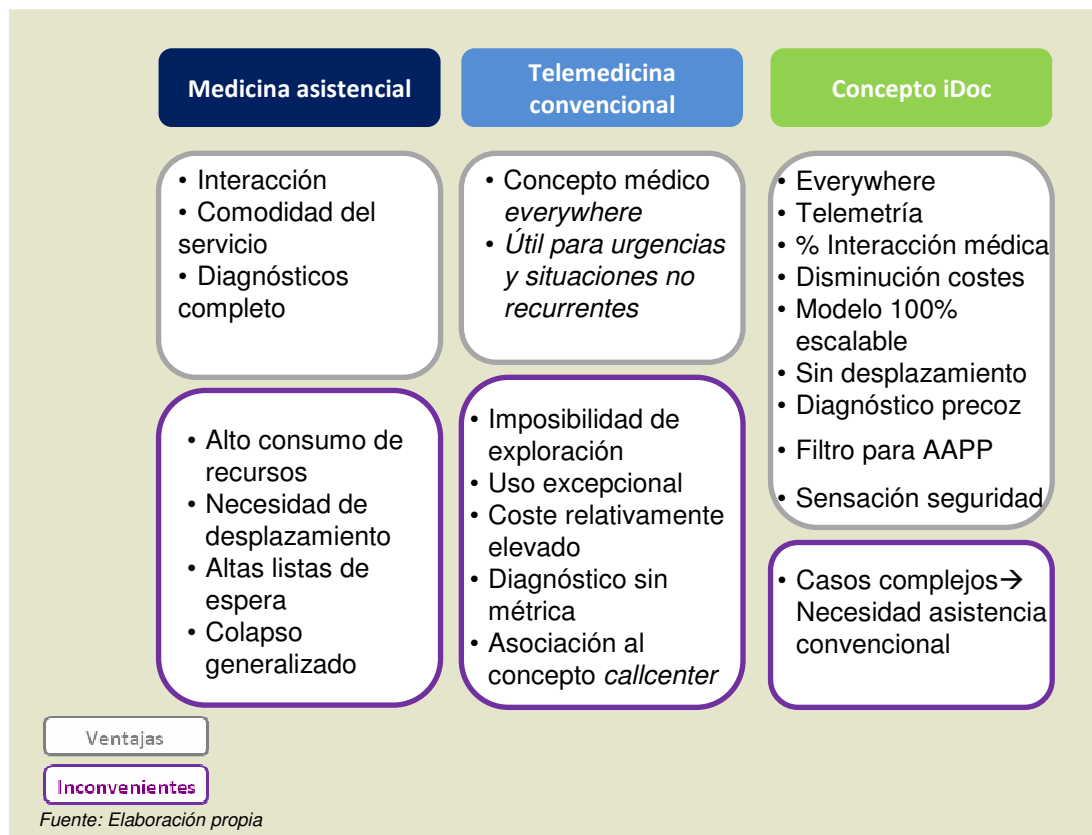 Medicina asistencial
Telemedicina
convencional
Concepto iDoc
• Interacción
• Comodidad del
servicio
• Diagnósticos
completo
• Concepto médico
everywhere
• Útil para urgencias
y situaciones no
recurrentes
• Everywhere
• Telemetría
• % Interacción médica
• Disminución costes
• Modelo 100%
escalable
• Sin desplazamiento
• Diagnóstico precoz
• Filtro para AAPP
• Sensación seguridad
• Alto consumo de
recursos
• Necesidad de
desplazamiento
• Altas listas de
espera
• Colapso
generalizado
• Imposibilidad de
exploración
• Uso excepcional
• Coste relativamente
elevado
• Diagnóstico sin
métrica
• Asociación al
concepto callcenter
• Casos complejos→
Necesidad asistencia
convencional
Ventajas
Inconvenientes
Fuente: Elaboración propia